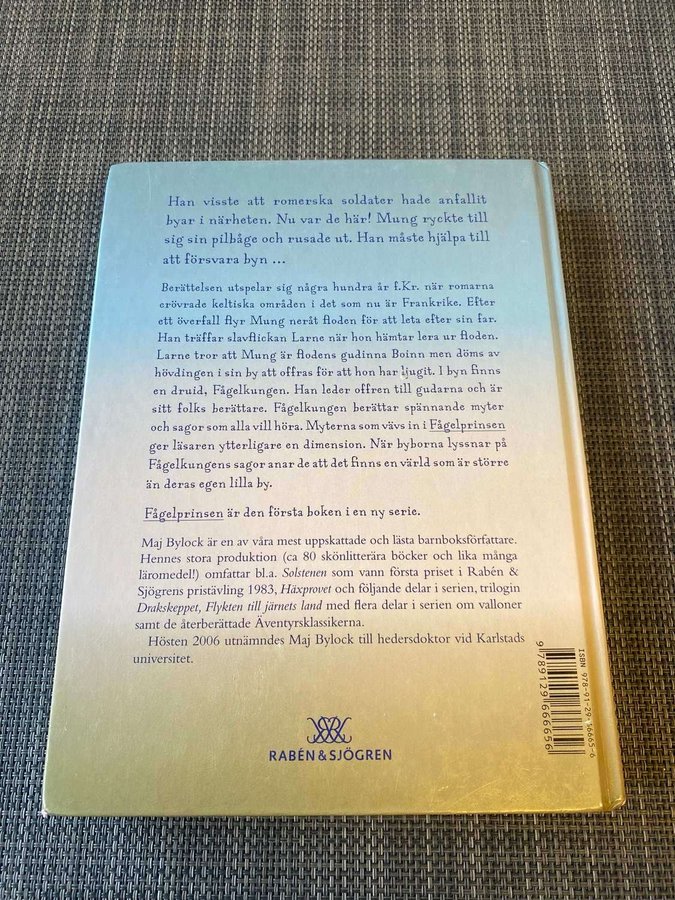 Han visste att romerska soldater hade anfallit
byar i närheten. Nu var de här! Mung ryckte till
sig sin pilbåge och rusade ut. Han måste hjälpa till
att försvara byn ...
Berättelsen utspelar sig några hundra år f.Kr. när romarna
erövrade keltiska områden i det som nu är Frankrike. Efter
ett överfall flyr Mung neråt floden för att leta efter sin far.
Han träffar slavflickan Larne när hon hämtar lera ur floden.
Larne tror att Mung är flodens gudinna Boinn men döms av
hövdingen i sin by att offras för att hon har ljugit. I byn finns
en druid, Fågelkungen. Han leder offren till gudarna och är
sitt folks berättare. Fågelkungen berättar spännande myter
och sagor som alla vill höra. Myterna som vävs in i Fågelprinsen
ger läsaren ytterligare en dimension. När byborna lyssnar på
Fågelkungens sagor anar de att det finns en värld som är större
än deras egen lilla by.
Fågelprinsen är den första boken i en ny serie.
Maj Bylock är en av våra mest uppskattade och lästa barnboksförfattare.
Hennes stora produktion (ca 80 skönlitterära böcker och lika många
läromedel!) omfattar bl.a. Solstenen som vann första priset i Rabén &
Sjögrens pristävling 1983, Häxprovet och följande delar i serien, trilogin
Drakskeppet, Flykten till järnets land med flera delar i serien om valloner
samt de återberättade Äventyrsklassikerna.
Hösten 2006 utnämndes Maj Bylock till hedersdoktor vid Karlstads
universitet.
RABÉN & SJÖGREN
ISBN 978-91-29-66665-6
9 789129 666656